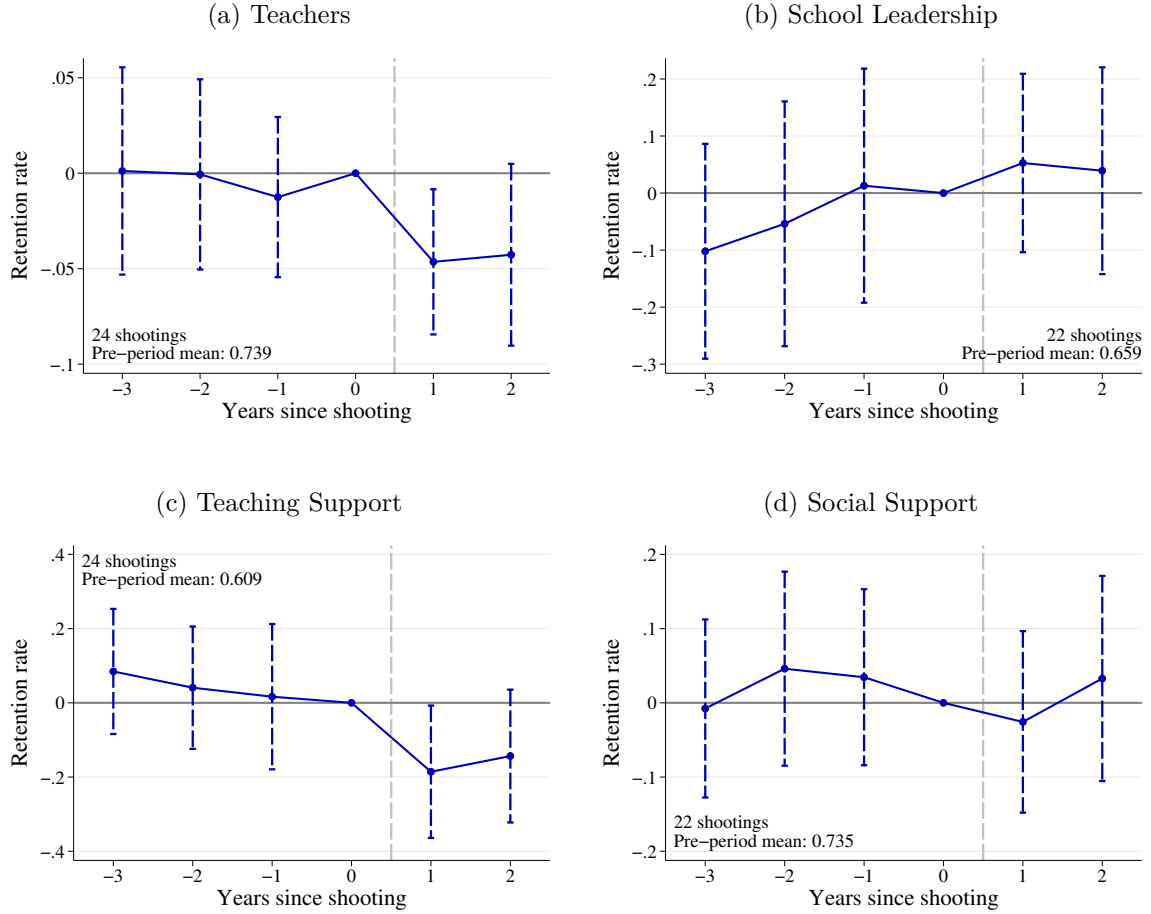 (a) Teachers
.05
0
−.05
−.1
Retention rate
24 shootings
Pre−period mean: 0.739
−3 −2 −1 0 1 2
Years since shooting
(b) School Leadership
.2
.1
0
−.1
−.2
−.3
Retention rate
22 shootings
Pre−period mean: 0.659
−3 −2 −1 0 1 2
Years since shooting
(c) Teaching Support
.4
.2
0
−.2
−.4
Retention rate
24 shootings
Pre−period mean: 0.609
−3 −2 −1 0 1 2
Years since shooting
(d) Social Support
.2
.1
0
−.1
−.2
Retention rate
22 shootings
Pre−period mean: 0.735
−3 −2 −1 0 1 2
Years since shooting